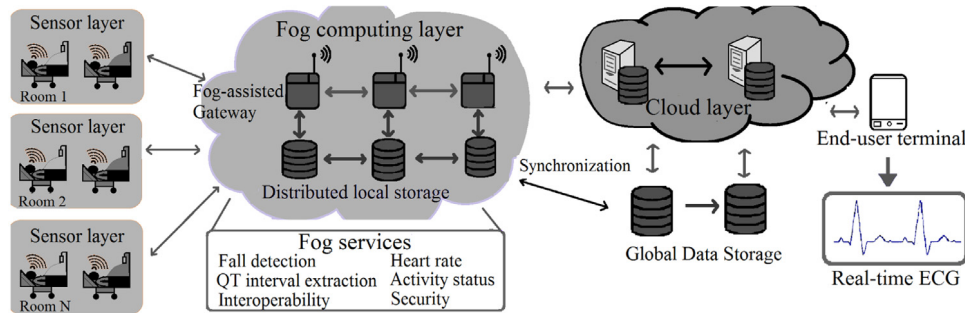 Sensor layer
Room 1
Sensor layer
Room 2
Sensor layer
Room N
Fog computing layer
Fog-assisted
Gateway
Distributed local storage
Fog services
Fall detection
Heart rate
QT interval extraction
Activity status
Interoperability
Security
Synchronization
Cloud layer
Global Data Storage
End-user terminal
Real-time ECG